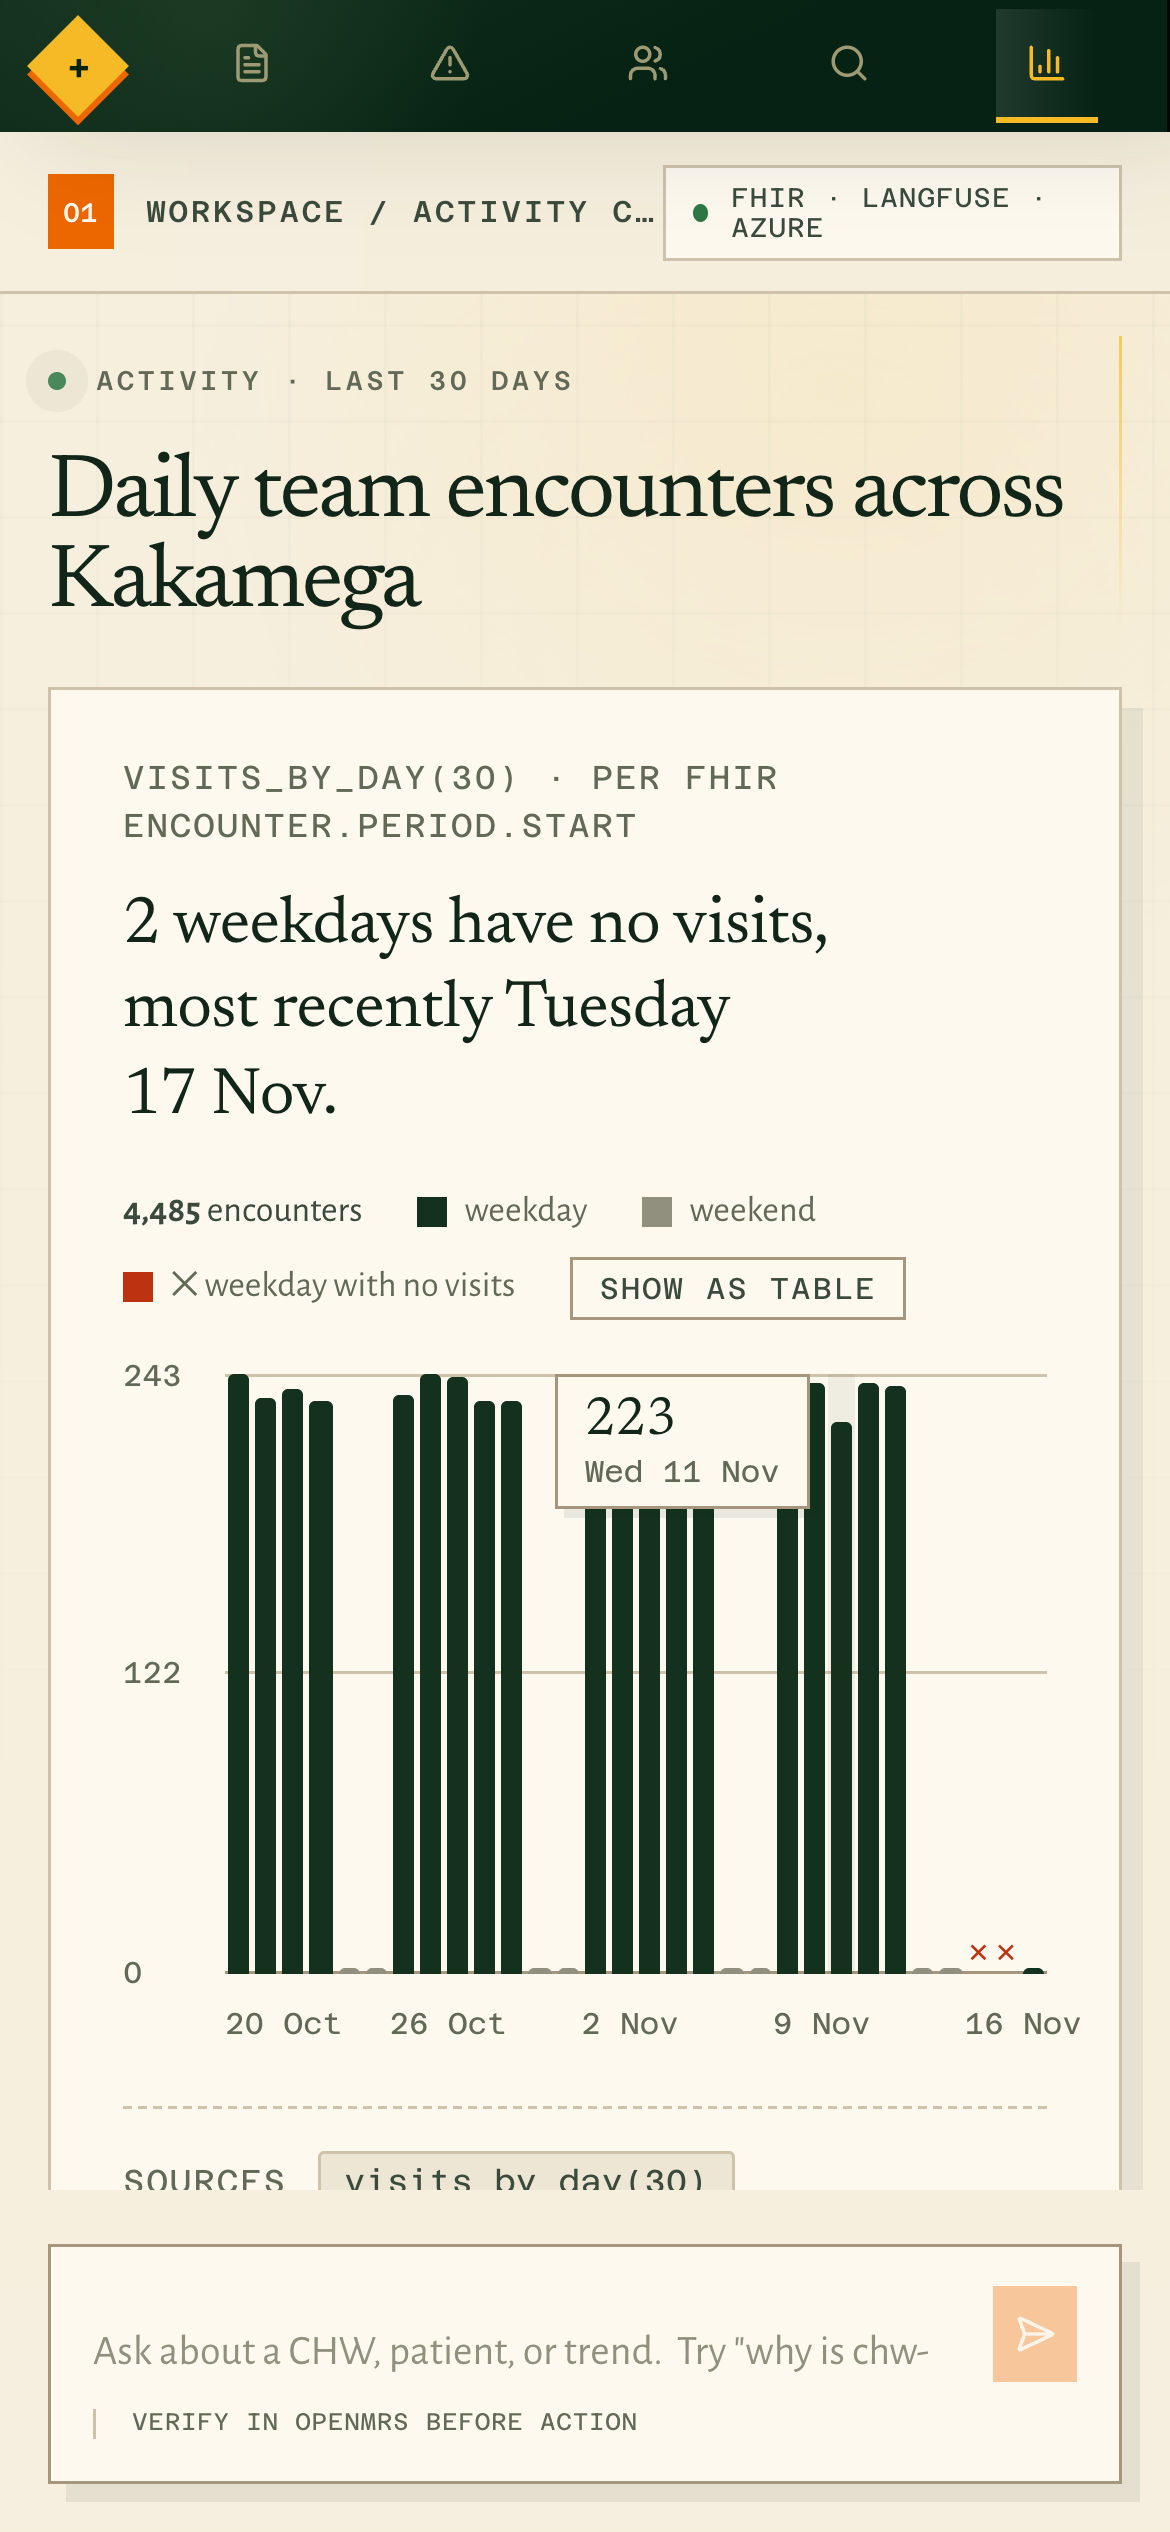 01
WORKSPACE / ACTIVITY C…
FHIR · LANGFUSE ·
AZURE
ACTIVITY · LAST 30 DAYS
Daily team encounters across
Kakamega
VISITS_BY_DAY(30) · PER FHIR
ENCOUNTER.PERIOD.START
2 weekdays have no visits,
most recently Tuesday
17 Nov.
4,485 encounters
weekday
weekend
× weekday with no visits
SHOW AS TABLE
243
223
Wed 11 Nov
122
0
× ×
20 Oct
26 Oct
2 Nov
9 Nov
16 Nov
SOURCES
visits_by_day(30)
Ask about a CHW, patient, or trend. Try "why is chw-
VERIFY IN OPENMRS BEFORE ACTION